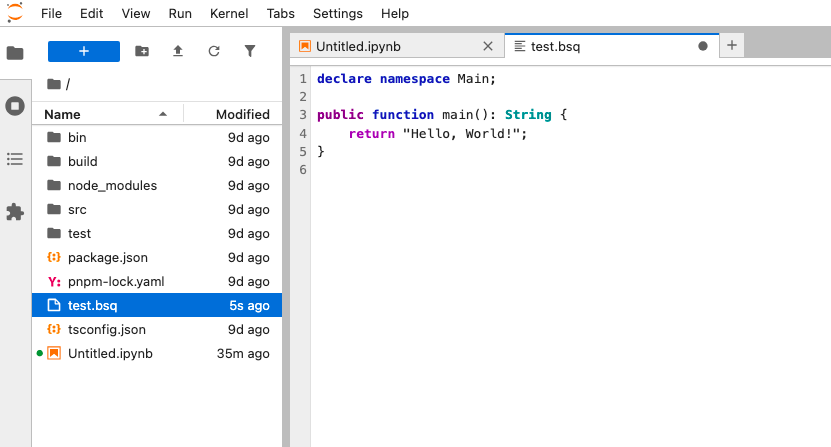 File Edit View Run Kernel Tabs Settings Help
+
/
Name Modified
bin 9d ago
build 9d ago
node_modules 9d ago
src 9d ago
test 9d ago
package.json 9d ago
pnpm-lock.yaml 9d ago
test.bsq 5s ago
tsconfig.json 9d ago
Untitled.ipynb 35m ago
Untitled.ipynb test.bsq +
1 declare namespace Main;
2
3 public function main(): String {
4     return "Hello, World!";
5 }
6